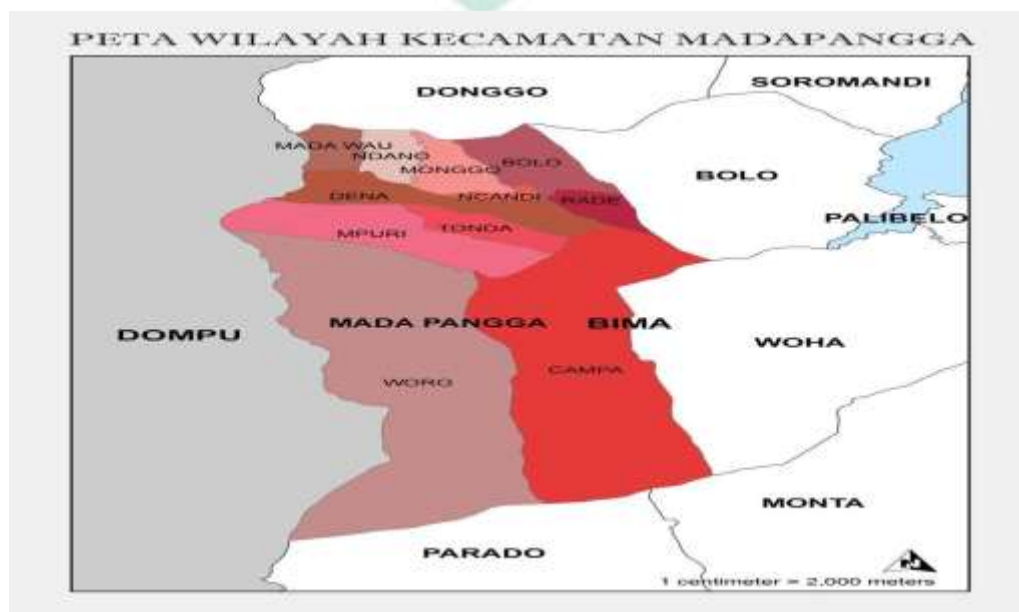 PETA WILAYAH KECAMATAN MADAPANGGA
SOROMANDI
DONGGO
MADA WAU
NDANO
MONGGO
BOLO
BOLO
DENA
NCANDI
RADE
PALIBELO
MPURI
TONDA
DOMPU
MADA PANGGA
BIMA
WOHA
WORO
CAMPA
MONTA
PARADO
1 centimeter = 2.000 meters